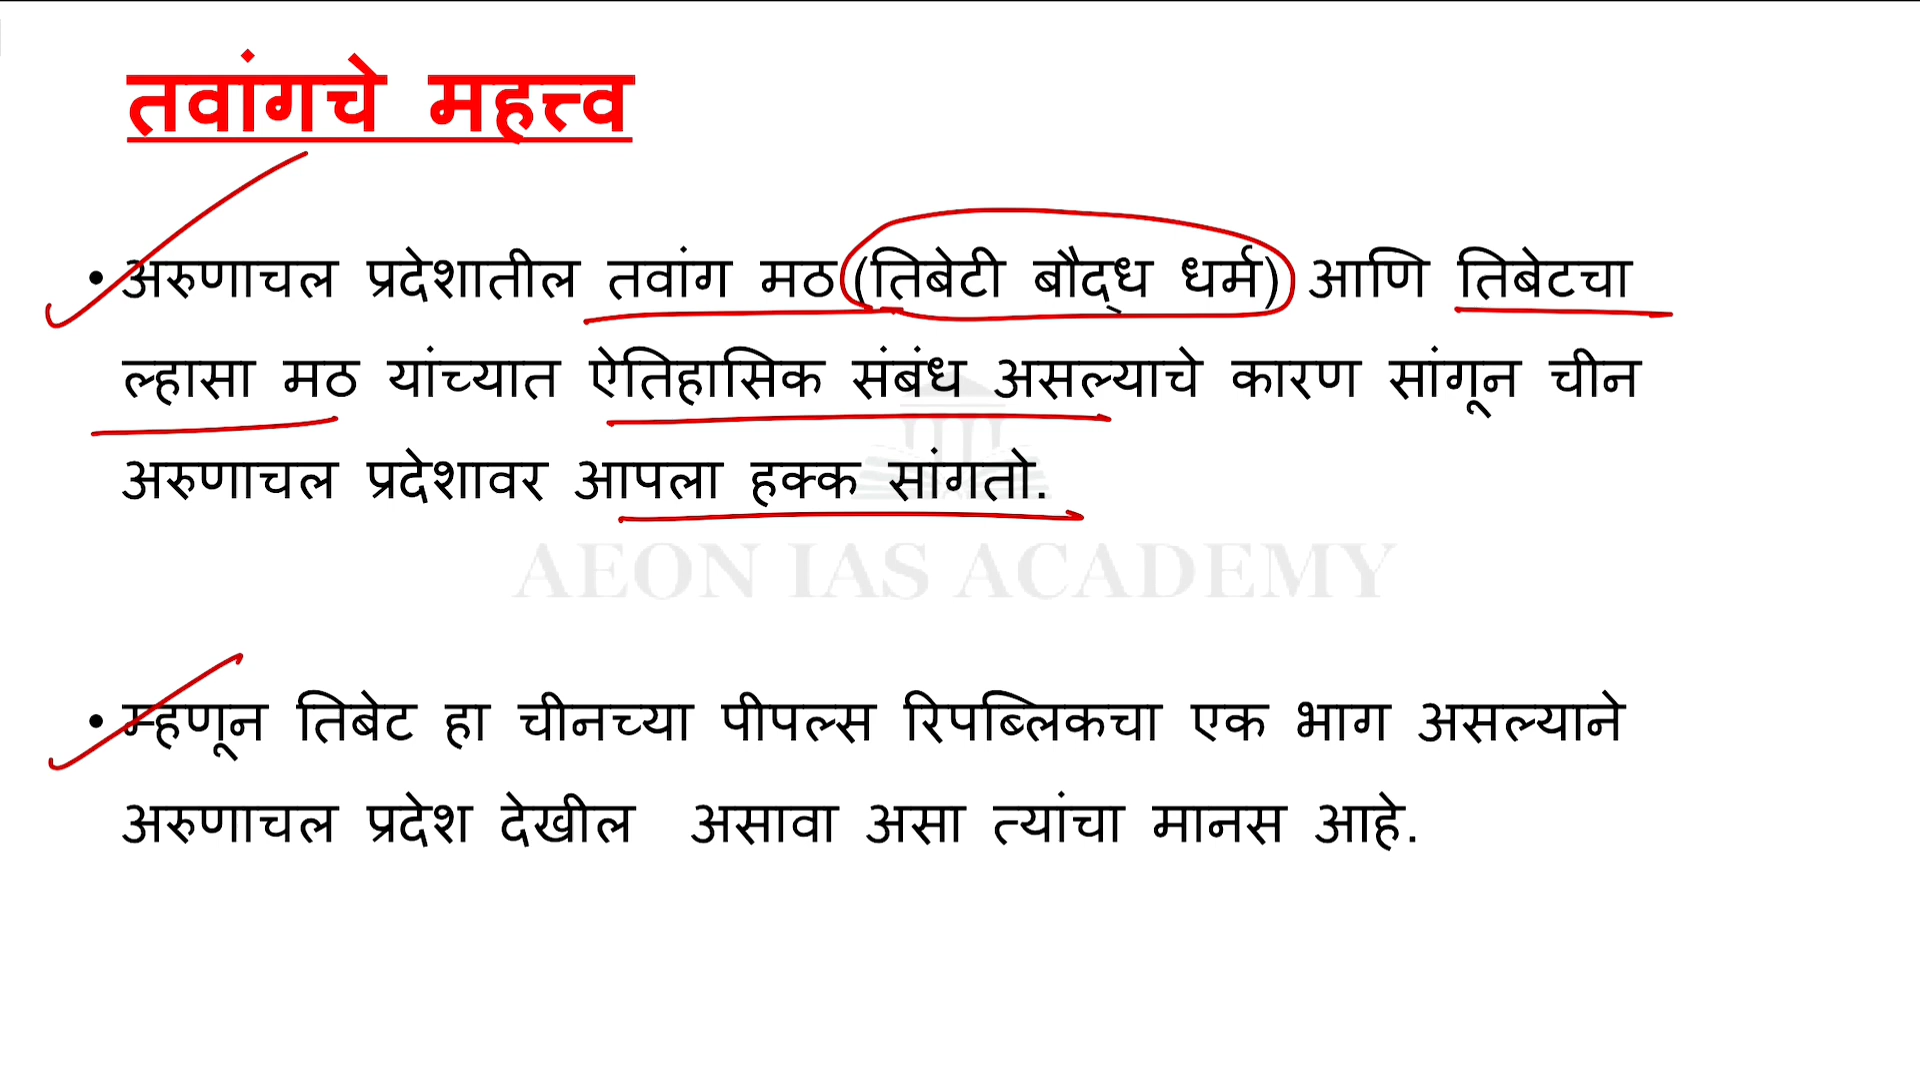 तवांगचे महत्त्व
• अरुणाचल प्रदेशातील तवांग मठ (तिबेटी बौद्ध धर्म) आणि तिबेटचा
ल्हासा मठ यांच्यात ऐतिहासिक संबंध असल्याचे कारण सांगून चीन
अरुणाचल प्रदेशावर आपला हक्क सांगतो.
AEON IAS ACADEMY
• म्हणून तिबेट हा चीनच्या पीपल्स रिपब्लिकचा एक भाग असल्याने
अरुणाचल प्रदेश देखील असावा असा त्यांचा मानस आहे.